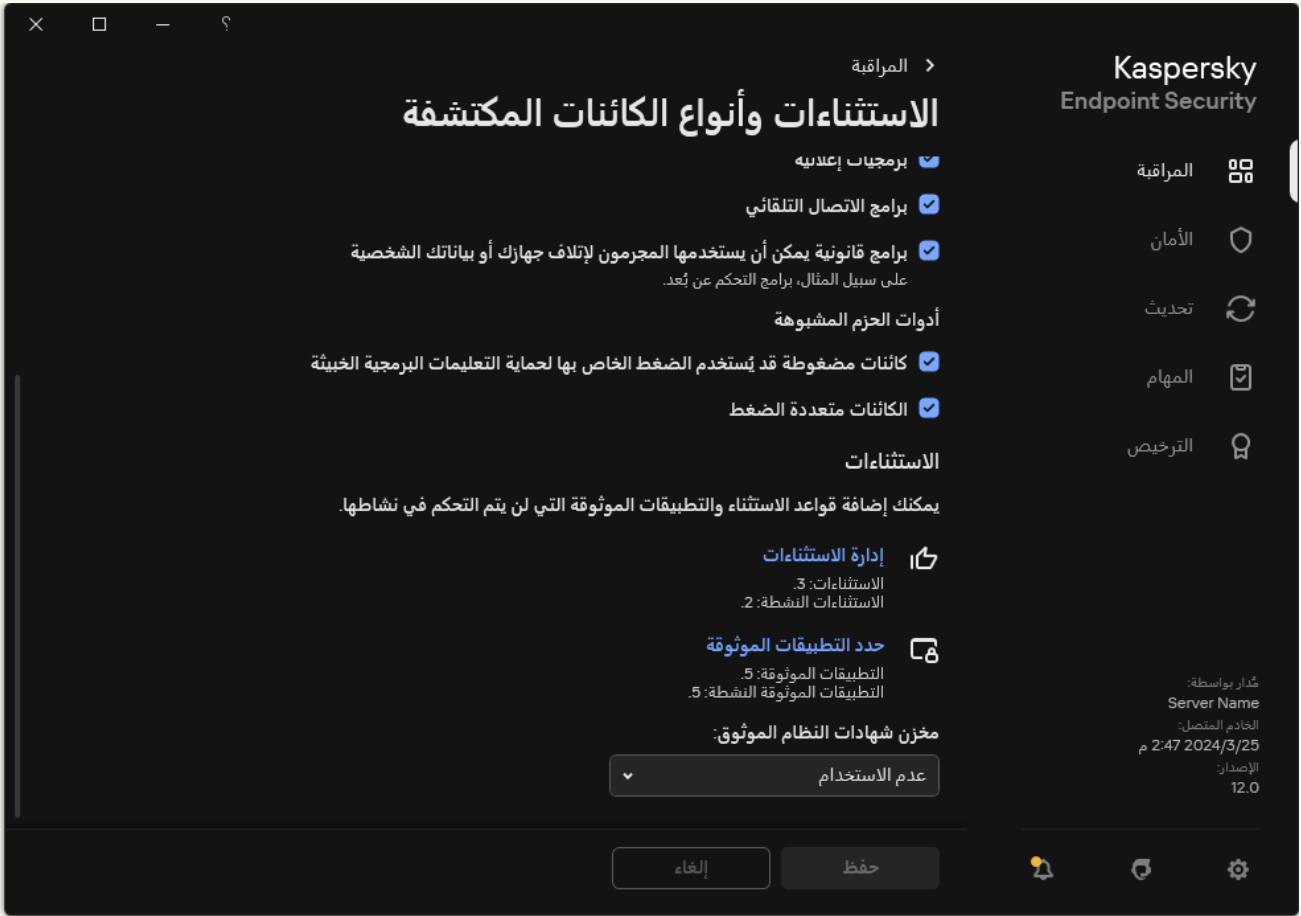 Kaspersky
Endpoint Security
المراقبة
الأمان
تحديث
المهام
الترخيص
مُدار بواسطة:
Server Name
الخادم المتصل:
2024/3/25 2:47 م
الإصدار:
12.0
؟
المراقبة
الاستثناءات وأنواع الكائنات المكتشفة
برمجيات إعلانية
برامج الاتصال التلقائي
برامج قانونية يمكن أن يستخدمها المجرمون لإتلاف جهازك أو بياناتك الشخصية
على سبيل المثال، برامج التحكم عن بُعد.
أدوات الحزم المشبوهة
كائنات مضغوطة قد يُستخدم الضغط الخاص بها لحماية التعليمات البرمجية الخبيثة
الكائنات متعددة الضغط
الاستثناءات
يمكنك إضافة قواعد الاستثناء والتطبيقات الموثوقة التي لن يتم التحكم في نشاطها.
إدارة الاستثناءات
الاستثناءات: 3.
الاستثناءات النشطة: 2.
حدد التطبيقات الموثوقة
التطبيقات الموثوقة: 5.
التطبيقات الموثوقة النشطة: 5.
مخزن شهادات النظام الموثوق:
عدم الاستخدام
حفظ
إلغاء